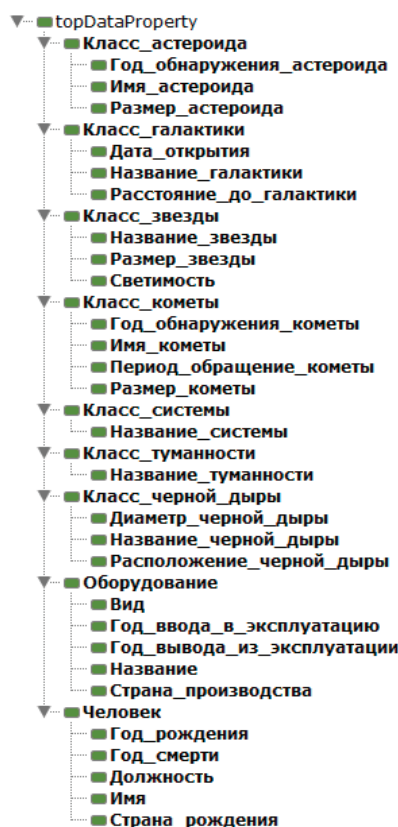 topDataProperty
Класс_астероида
Год_обнаружения_астероида
Имя_астероида
Размер_астероида
Класс_галактики
Дата_открытия
Название_галактики
Расстояние_до_галактики
Класс_звезды
Название_звезды
Размер_звезды
Светимость
Класс_кометы
Год_обнаружения_кометы
Имя_кометы
Период_обращение_кометы
Размер_кометы
Класс_системы
Название_системы
Класс_туманности
Название_туманности
Класс_черной_дыры
Диаметр_черной_дыры
Название_черной_дыры
Расположение_черной_дыры
Оборудование
Вид
Год_ввода_в_эксплуатацию
Год_вывода_из_эксплуатации
Название
Страна_производства
Человек
Год_рождения
Год_смерти
Должность
Имя
Страна_рождения